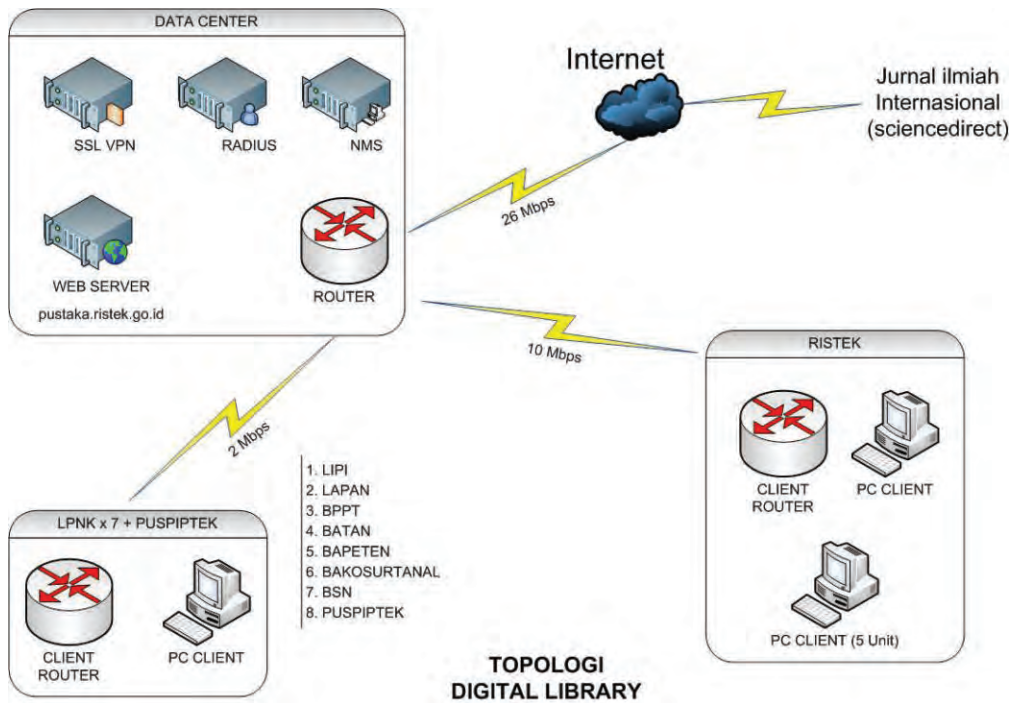 DATA CENTER
SSL VPN
RADIUS
NMS
WEB SERVER
pustaka.ristek.go.id
ROUTER
Internet
Jurnal ilmiah
Internasional
(sciencedirect)
26 Mbps
10 Mbps
2 Mbps
RISTEK
CLIENT
ROUTER
PC CLIENT
PC CLIENT (5 Unit)
LPNK x 7 + PUSPIPTEK
CLIENT
ROUTER
PC CLIENT
1. LIPI
2. LAPAN
3. BPPT
4. BATAN
5. BAPETEN
6. BAKOSURTANAL
7. BSN
8. PUSPIPTEK
TOPOLOGI
DIGITAL LIBRARY